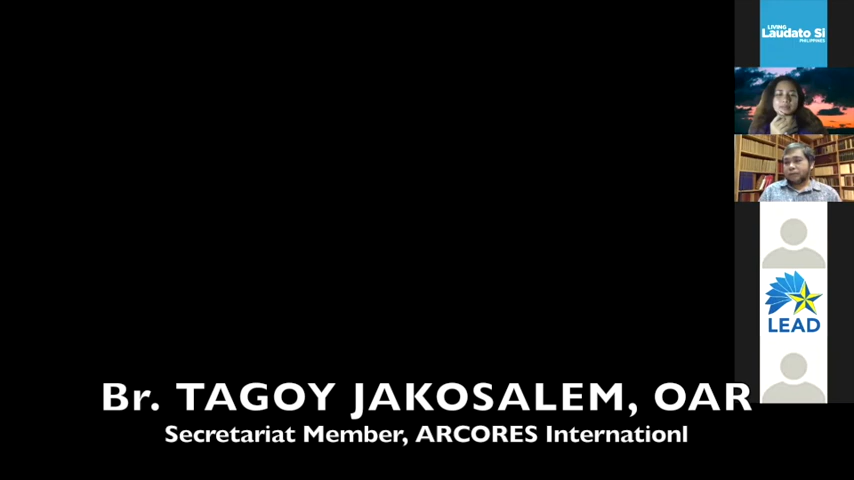 LIVING
Laudato Si
PHILIPPINES
LEAD
Br. TAGOY JAKOSALEM, OAR
Secretariat Member, ARCORES Internationl